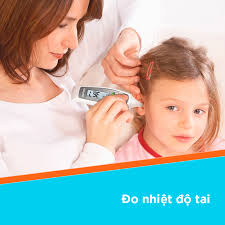 Đo nhiệt độ tai